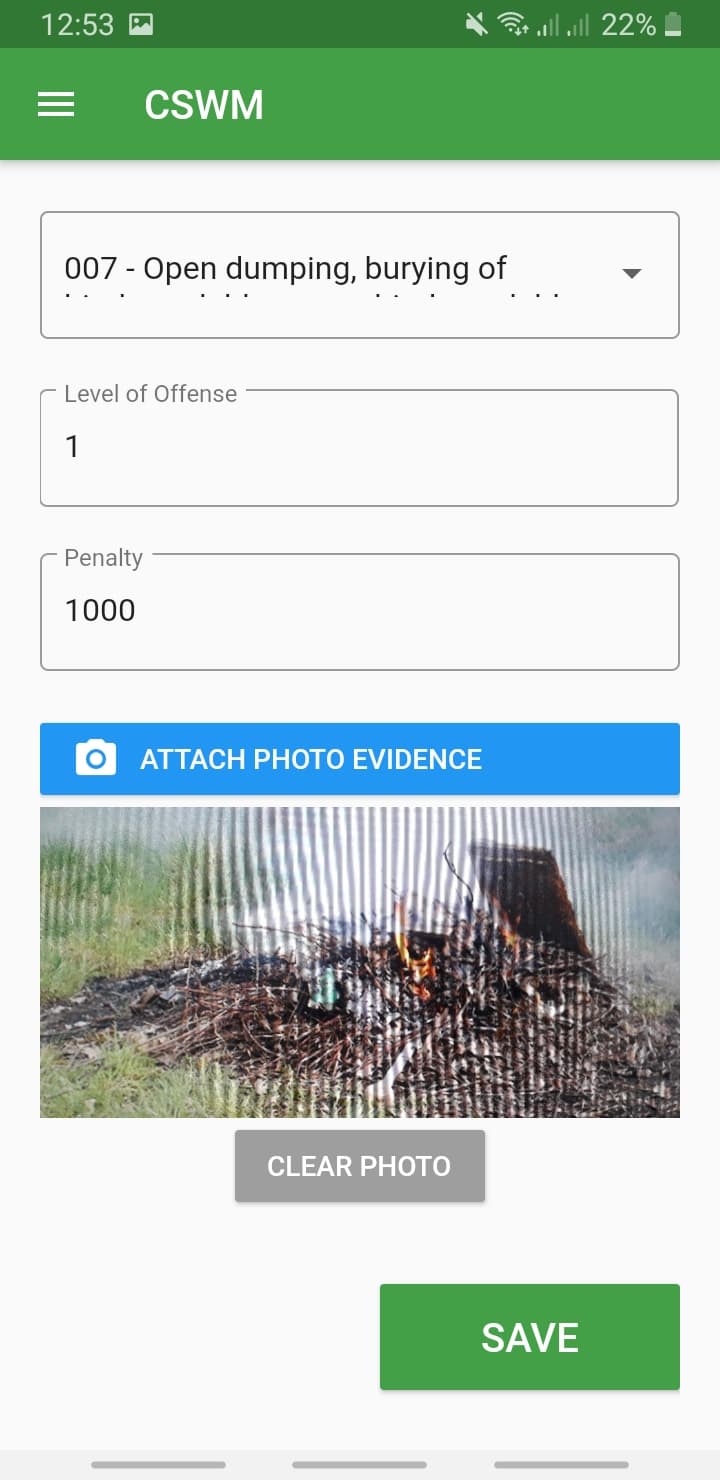 12:53
22%
CSWM
007 - Open dumping, burying of
Level of Offense
1
Penalty
1000
ATTACH PHOTO EVIDENCE
CLEAR PHOTO
SAVE